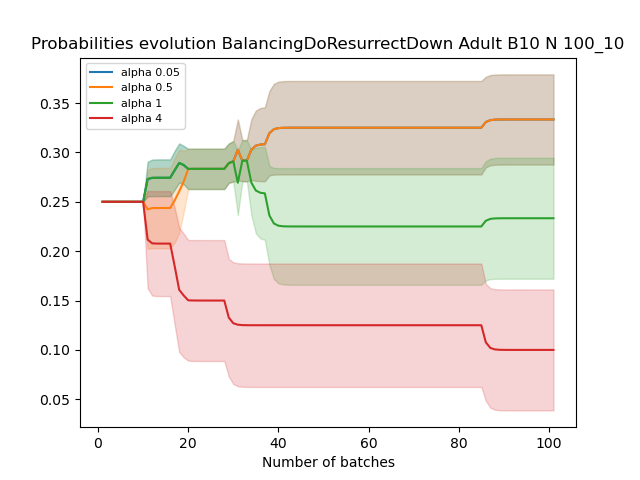 Probabilities evolution BalancingDoResurrectDown Adult B10 N 100_10
alpha 0.05
alpha 0.5
alpha 1
alpha 4
0.35
0.30
0.25
0.20
0.15
0.10
0.05
0 20 40 60 80 100
Number of batches